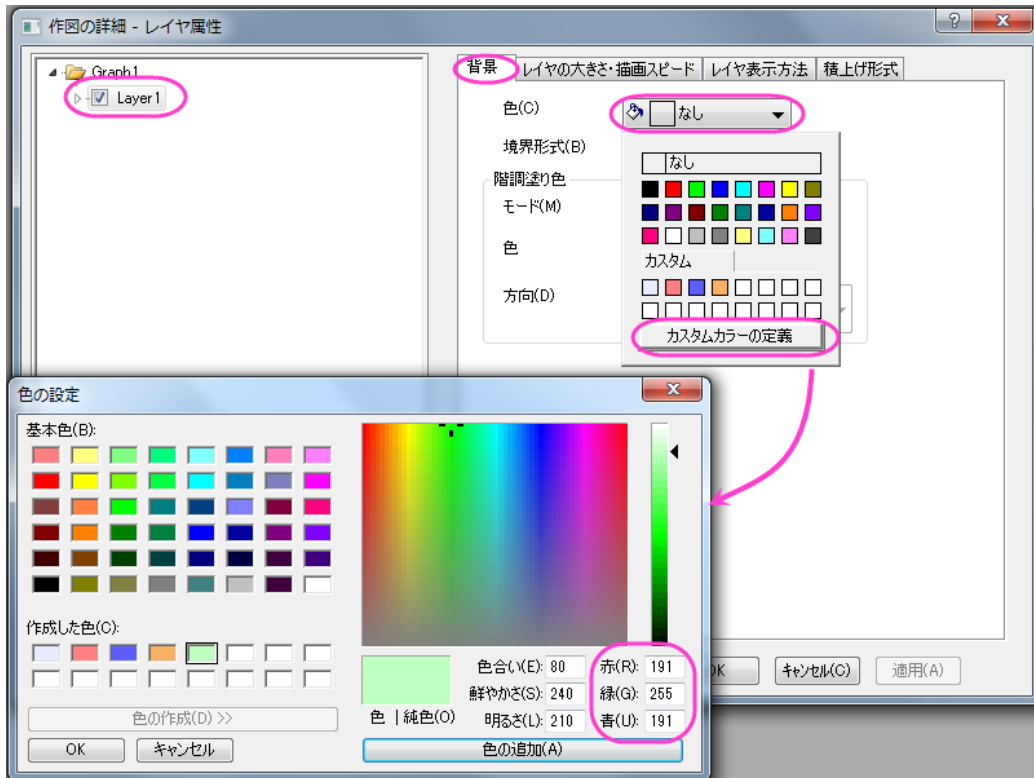 作図の詳細 - レイヤ属性
Graph1
Layer1
背景 レイヤの大きさ・描画スピード レイヤ表示方法 積上げ形式
色(C) なし
境界形式(B)
なし
階調塗り色
モード(M)
色
カスタム
方向(D)
カスタムカラーの定義
色の設定
基本色(B):
作成した色(C):
色の作成(D) >>
OK キャンセル
色 | 純色(O)
色合い(E): 80 赤(R): 191
鮮やかさ(S): 240 緑(G): 255
明るさ(L): 210 青(U): 191
色の追加(A)
キャンセル(C) 適用(A)